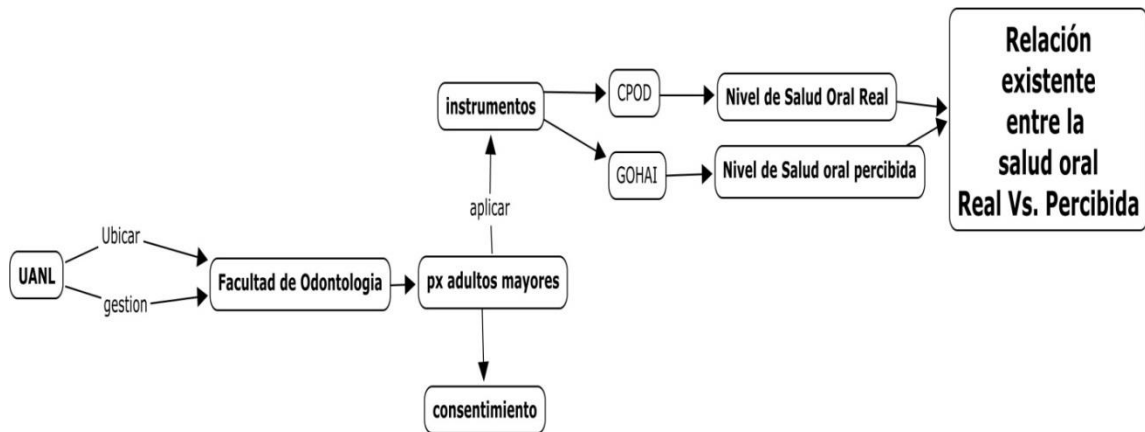 UANL
Ubicar
gestion
Facultad de Odontologia
px adultos mayores
consentimiento
aplicar
instrumentos
CPOD
GOHAI
Nivel de Salud Oral Real
Nivel de Salud oral percibida
Relación
existente
entre la
salud oral
Real Vs. Percibida